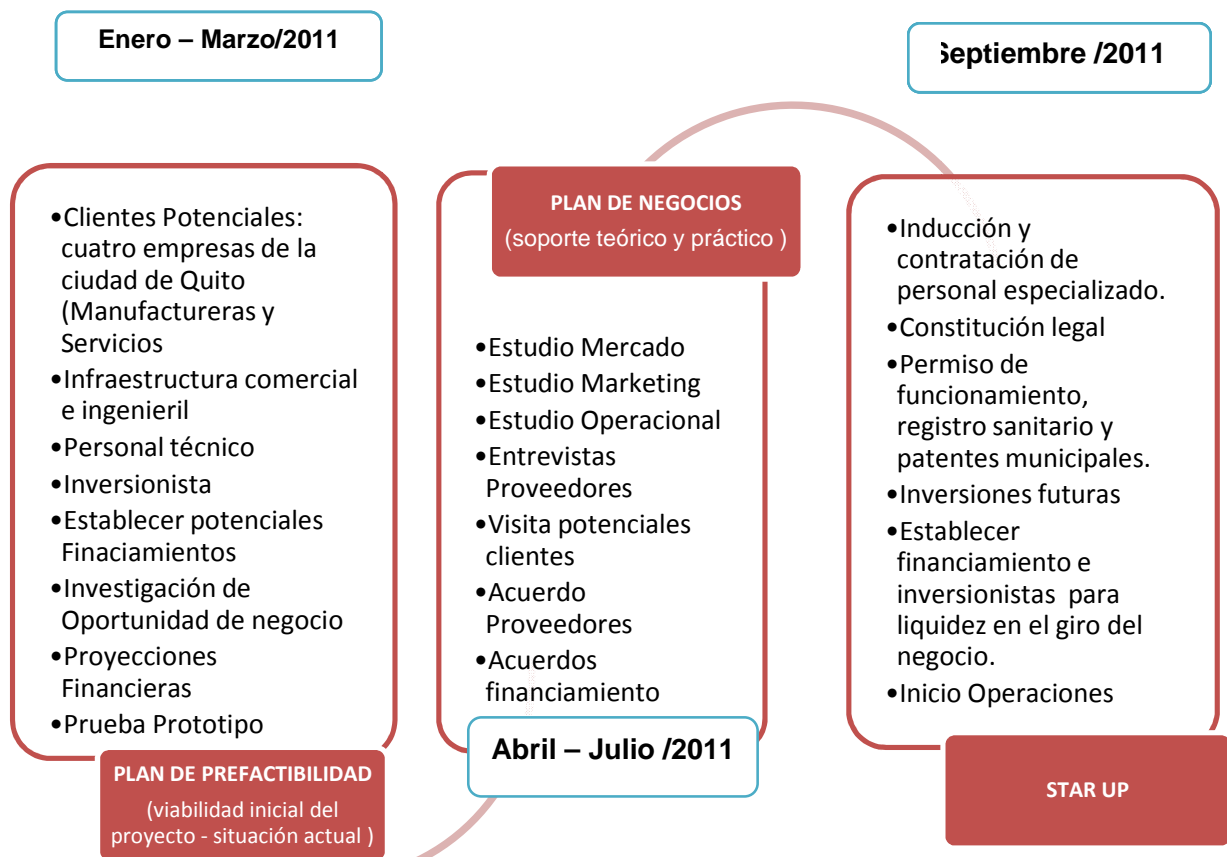 Enero – Marzo/2011
•Clientes Potenciales:
cuatro empresas de la
ciudad de Quito
(Manufactureras y
Servicios
•Infraestructura comercial
e ingenieril
•Personal técnico
•Inversionista
•Establecer potenciales
Finaciamientos
•Investigación de
Oportunidad de negocio
•Proyecciones
Financieras
•Prueba Prototipo
PLAN DE PREFACTIBILIDAD
(viabilidad inicial del
proyecto - situación actual )
PLAN DE NEGOCIOS
(soporte teórico y práctico )
•Estudio Mercado
•Estudio Marketing
•Estudio Operacional
•Entrevistas
Proveedores
•Visita potenciales
clientes
•Acuerdo
Proveedores
•Acuerdos
financiamiento
Abril – Julio /2011
Septiembre /2011
•Inducción y
contratación de
personal especializado.
•Constitución legal
•Permiso de
funcionamiento,
registro sanitario y
patentes municipales.
•Inversiones futuras
•Establecer
financiamiento e
inversionistas para
liquidez en el giro del
negocio.
•Inicio Operaciones
STAR UP